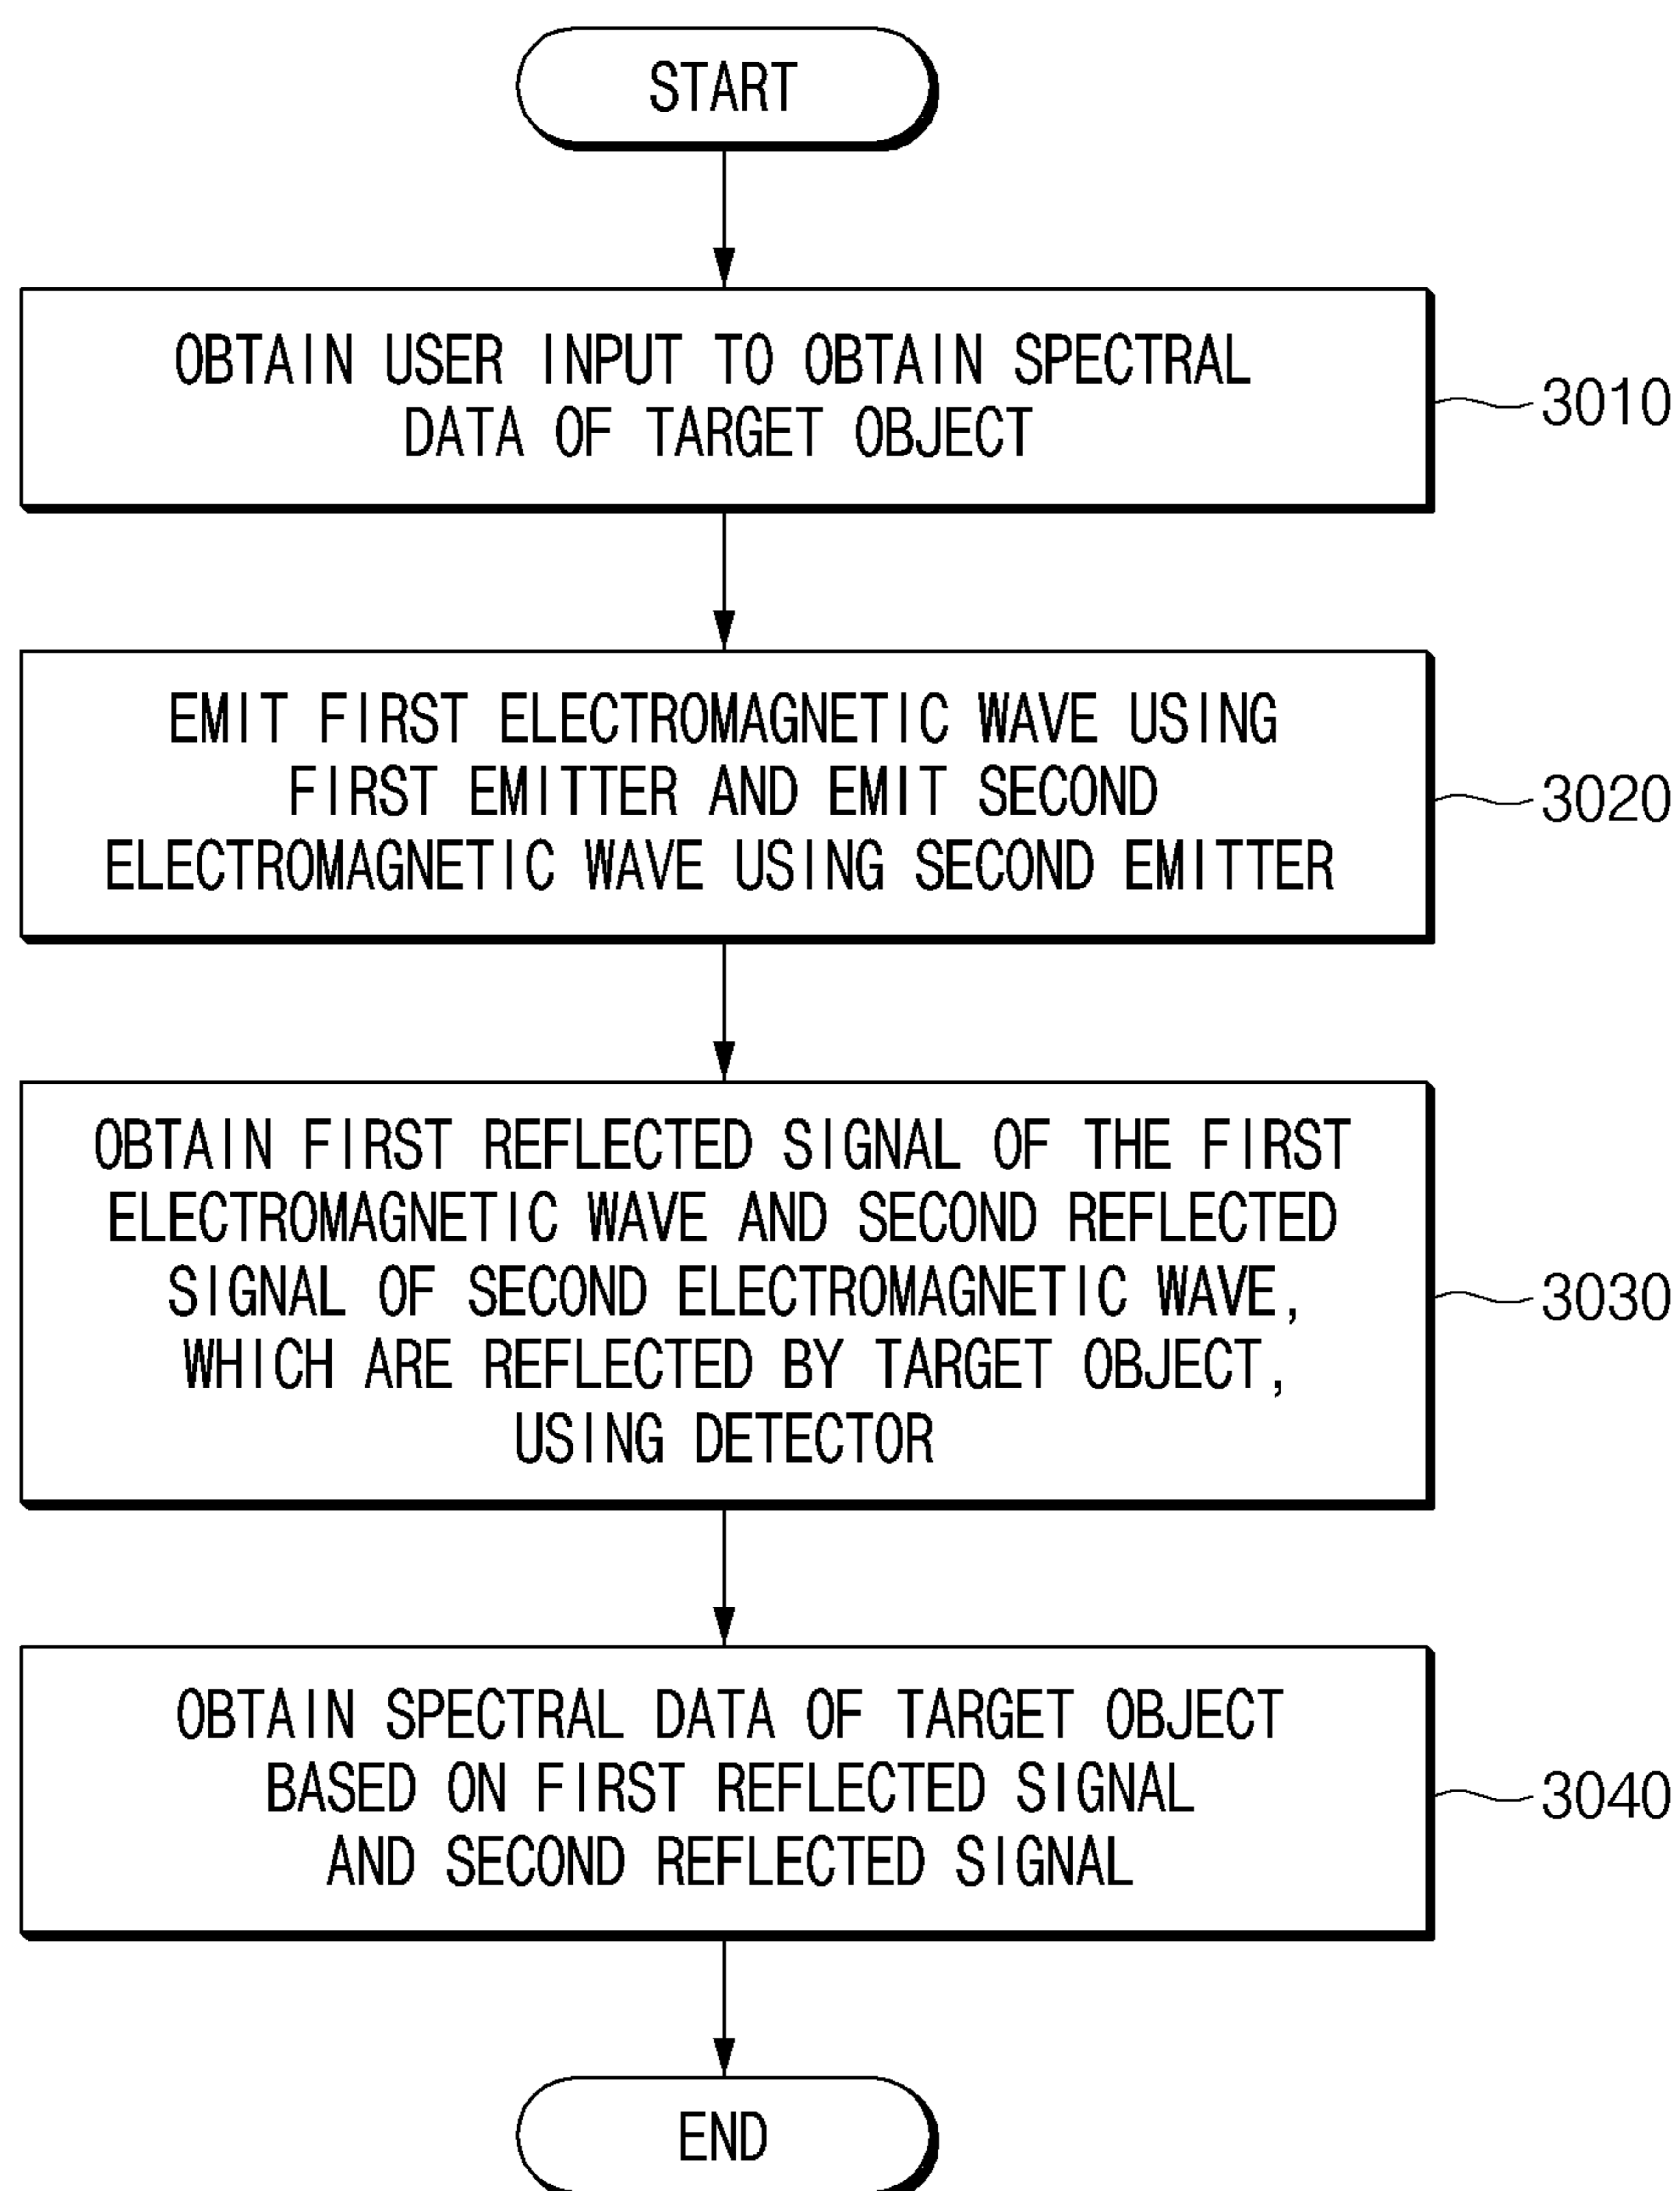 START
OBTAIN USER INPUT TO OBTAIN SPECTRAL
DATA OF TARGET OBJECT
3010
EMIT FIRST ELECTROMAGNETIC WAVE USING
FIRST EMITTER AND EMIT SECOND
ELECTROMAGNETIC WAVE USING SECOND EMITTER
3020
OBTAIN FIRST REFLECTED SIGNAL OF THE FIRST
ELECTROMAGNETIC WAVE AND SECOND REFLECTED
SIGNAL OF SECOND ELECTROMAGNETIC WAVE,
WHICH ARE REFLECTED BY TARGET OBJECT,
USING DETECTOR
3030
OBTAIN SPECTRAL DATA OF TARGET OBJECT
BASED ON FIRST REFLECTED SIGNAL
AND SECOND REFLECTED SIGNAL
3040
END